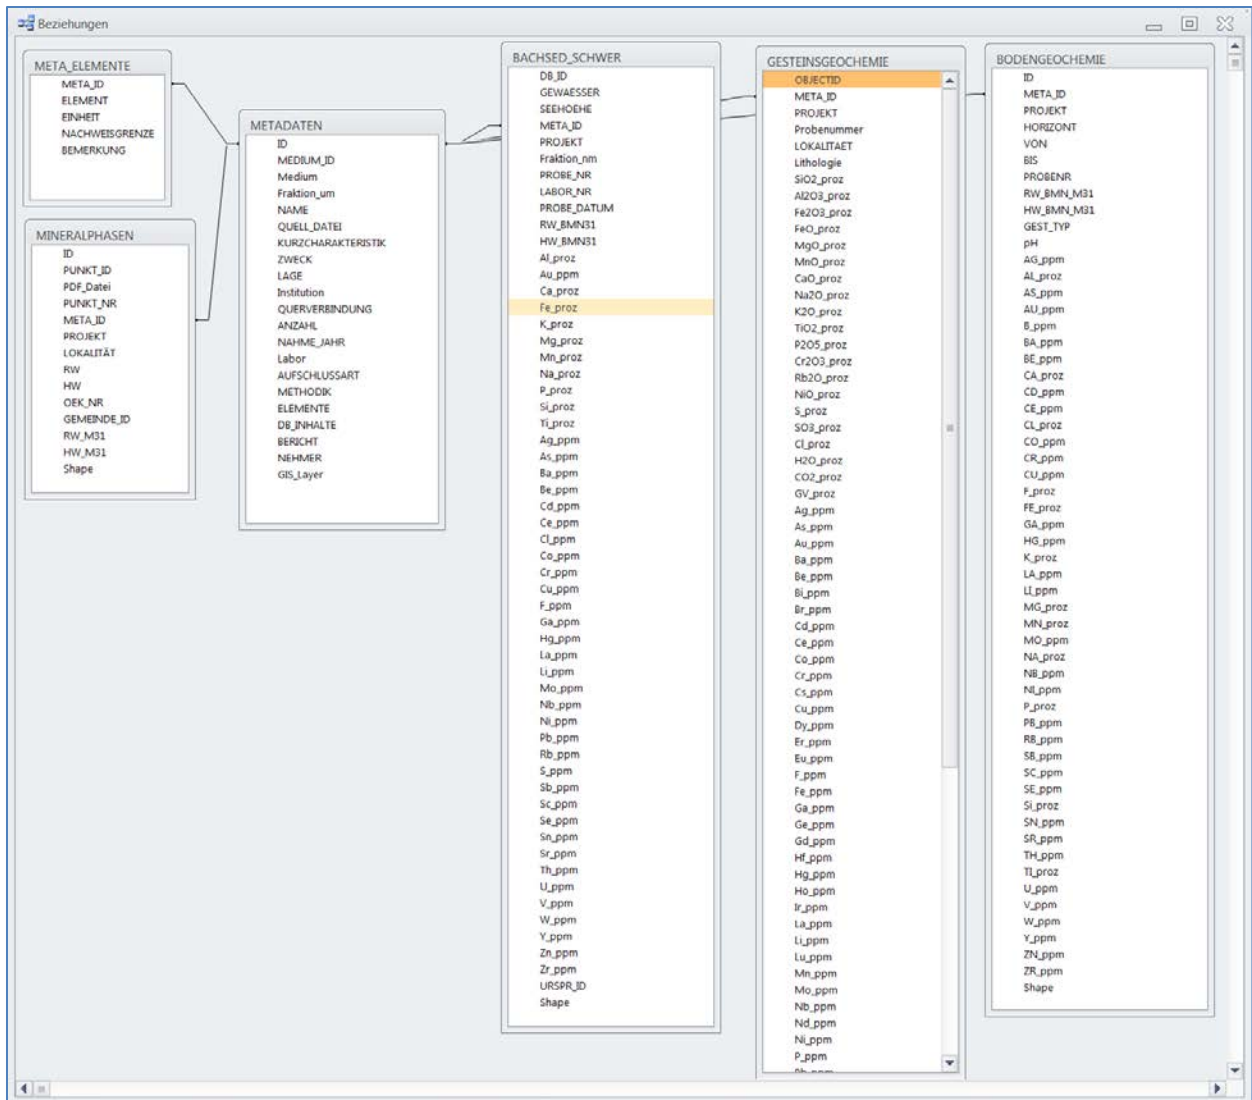 Beziehungen
META_ELEMENTE
META_ID
ELEMENT
EINHEIT
NACHWEISGRENZE
BEMERKUNG
MINERALPHASEN
ID
PUNKT_ID
PDF_Datei
PUNKT_NR
META_ID
PROJEKT
LOKALITÄT
RW
HW
OEK_NR
GEMEINDE_ID
RW_M31
HW_M31
Shape
METADATEN
ID
MEDIUM_ID
Medium
Fraktion_um
NAME
QUELL_DATEI
KURZCHARAKTERISTIK
ZWECK
LAGE
Institution
QUERVERBINDUNG
ANZAHL
NAHME_JAHR
Labor
AUFSCHLUSSART
METHODIK
ELEMENTE
DB_INHALTE
BERICHT
NEHMER
GIS_Layer
BACHSED_SCHWER
DB_ID
GEWAESSER
SEEHOEHE
META_ID
PROJEKT
Fraktion_nm
PROBE_NR
LABOR_NR
PROBE_DATUM
RW_BMN31
HW_BMN31
Al_proz
Au_ppm
Ca_proz
Fe_proz
K_proz
Mg_proz
Mn_proz
Na_proz
P_proz
Si_proz
Ti_proz
Ag_ppm
As_ppm
Ba_ppm
Be_ppm
Cd_ppm
Ce_ppm
Cl_ppm
Co_ppm
Cr_ppm
Cu_ppm
F_ppm
Ga_ppm
Hg_ppm
La_ppm
Li_ppm
Mo_ppm
Nb_ppm
Ni_ppm
Pb_ppm
Rb_ppm
S_ppm
Sb_ppm
Sc_ppm
Se_ppm
Sn_ppm
Sr_ppm
Th_ppm
U_ppm
V_ppm
W_ppm
Y_ppm
Zn_ppm
Zr_ppm
URSPR_ID
Shape
GESTEINSGEOCHEMIE
OBJECTID
META_ID
PROJEKT
Probenummer
LOKALITAET
Lithologie
SiO2_proz
Al2O3_proz
Fe2O3_proz
FeO_proz
MgO_proz
MnO_proz
CaO_proz
Na2O_proz
K2O_proz
TiO2_proz
P2O5_proz
Cr2O3_proz
Rb2O_proz
NiO_proz
S_proz
SO3_proz
Cl_proz
H2O_proz
CO2_proz
GV_proz
Ag_ppm
As_ppm
Au_ppm
Ba_ppm
Be_ppm
Bi_ppm
Br_ppm
Cd_ppm
Ce_ppm
Co_ppm
Cr_ppm
Cs_ppm
Cu_ppm
Dy_ppm
Er_ppm
Eu_ppm
F_ppm
Fe_ppm
Ga_ppm
Ge_ppm
Gd_ppm
Hf_ppm
Hg_ppm
Ho_ppm
Ir_ppm
La_ppm
Li_ppm
Lu_ppm
Mn_ppm
Mo_ppm
Nb_ppm
Nd_ppm
Ni_ppm
P_ppm
BODENGEOCHEMIE
ID
META_ID
PROJEKT
HORIZONT
VON
BIS
PROBENR
RW_BMN_M31
HW_BMN_M31
GEST_TYP
pH
AG_ppm
AL_proz
AS_ppm
AU_ppm
B_ppm
BA_ppm
BE_ppm
CA_proz
CD_ppm
CE_ppm
CL_proz
CO_ppm
CR_ppm
CU_ppm
F_proz
FE_proz
GA_ppm
HG_ppm
K_proz
LA_ppm
LI_ppm
MG_proz
MN_proz
MO_ppm
NA_proz
NB_ppm
NI_ppm
P_proz
PB_ppm
RB_ppm
SB_ppm
SC_ppm
SE_ppm
Si_proz
SN_ppm
SR_ppm
TH_ppm
TI_proz
U_ppm
V_ppm
W_ppm
Y_ppm
ZN_ppm
ZR_ppm
Shape